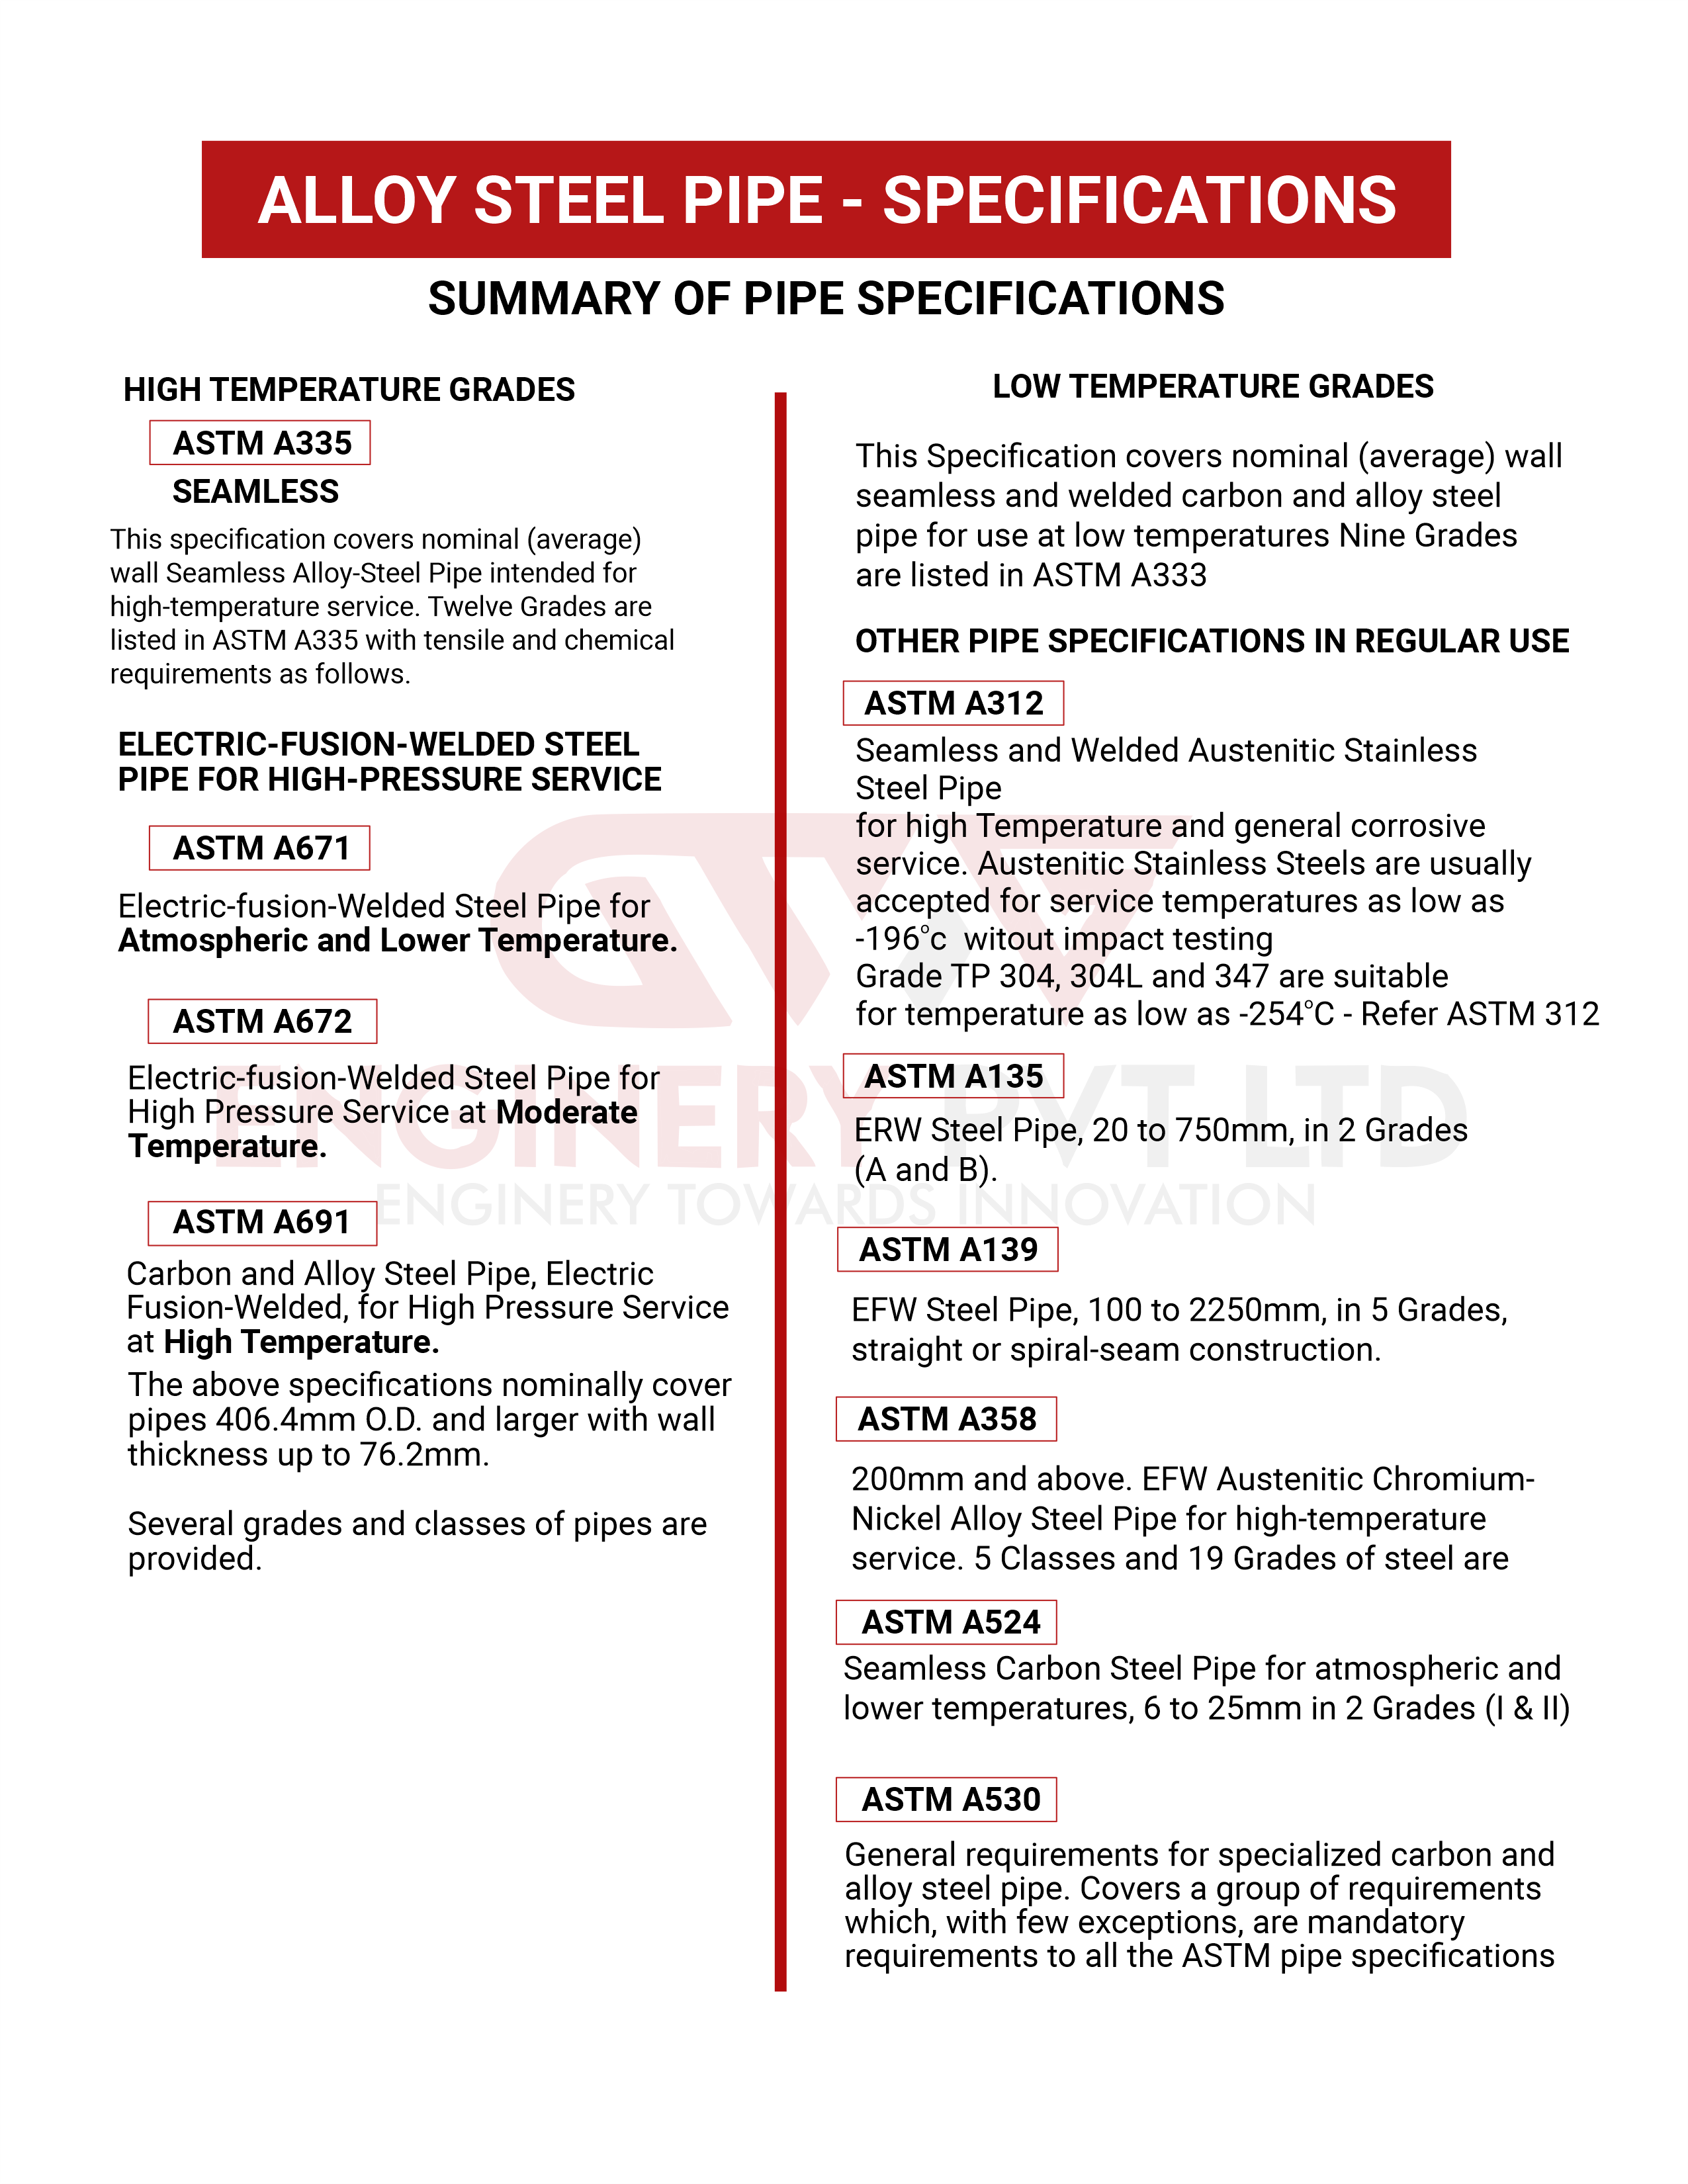 ALLOY STEEL PIPE - SPECIFICATIONS
SUMMARY OF PIPE SPECIFICATIONS
HIGH TEMPERATURE GRADES
ASTM A335
SEAMLESS
This specification covers nominal (average)
wall Seamless Alloy-Steel Pipe intended for
high-temperature service. Twelve Grades are
listed in ASTM A335 with tensile and chemical
requirements as follows.
ELECTRIC-FUSION-WELDED STEEL
PIPE FOR HIGH-PRESSURE SERVICE
ASTM A671
Electric-fusion-Welded Steel Pipe for
Atmospheric and Lower Temperature.
ASTM A672
Electric-fusion-Welded Steel Pipe for
High Pressure Service at Moderate
Temperature.
ASTM A691
Carbon and Alloy Steel Pipe, Electric
Fusion-Welded, for High Pressure Service
at High Temperature.
The above specifications nominally cover
pipes 406.4mm O.D. and larger with wall
thickness up to 76.2mm.
Several grades and classes of pipes are
provided.
LOW TEMPERATURE GRADES
This Specification covers nominal (average) wall
seamless and welded carbon and alloy steel
pipe for use at low temperatures Nine Grades
are listed in ASTM A333
OTHER PIPE SPECIFICATIONS IN REGULAR USE
ASTM A312
Seamless and Welded Austenitic Stainless
Steel Pipe
for high Temperature and general corrosive
service. Austenitic Stainless Steels are usually
accepted for service temperatures as low as
-196°c witout impact testing
Grade TP 304, 304L and 347 are suitable
for temperature as low as -254°C - Refer ASTM 312
ASTM A135
ERW Steel Pipe, 20 to 750mm, in 2 Grades
(A and B).
ASTM A139
EFW Steel Pipe, 100 to 2250mm, in 5 Grades,
straight or spiral-seam construction.
ASTM A358
200mm and above. EFW Austenitic Chromium-
Nickel Alloy Steel Pipe for high-temperature
service. 5 Classes and 19 Grades of steel are
ASTM A524
Seamless Carbon Steel Pipe for atmospheric and
lower temperatures, 6 to 25mm in 2 Grades (I & II)
ASTM A530
General requirements for specialized carbon and
alloy steel pipe. Covers a group of requirements
which, with few exceptions, are mandatory
requirements to all the ASTM pipe specifications
ENGINERY PVT LTD
ENGINERY TOWARDS INNOVATION